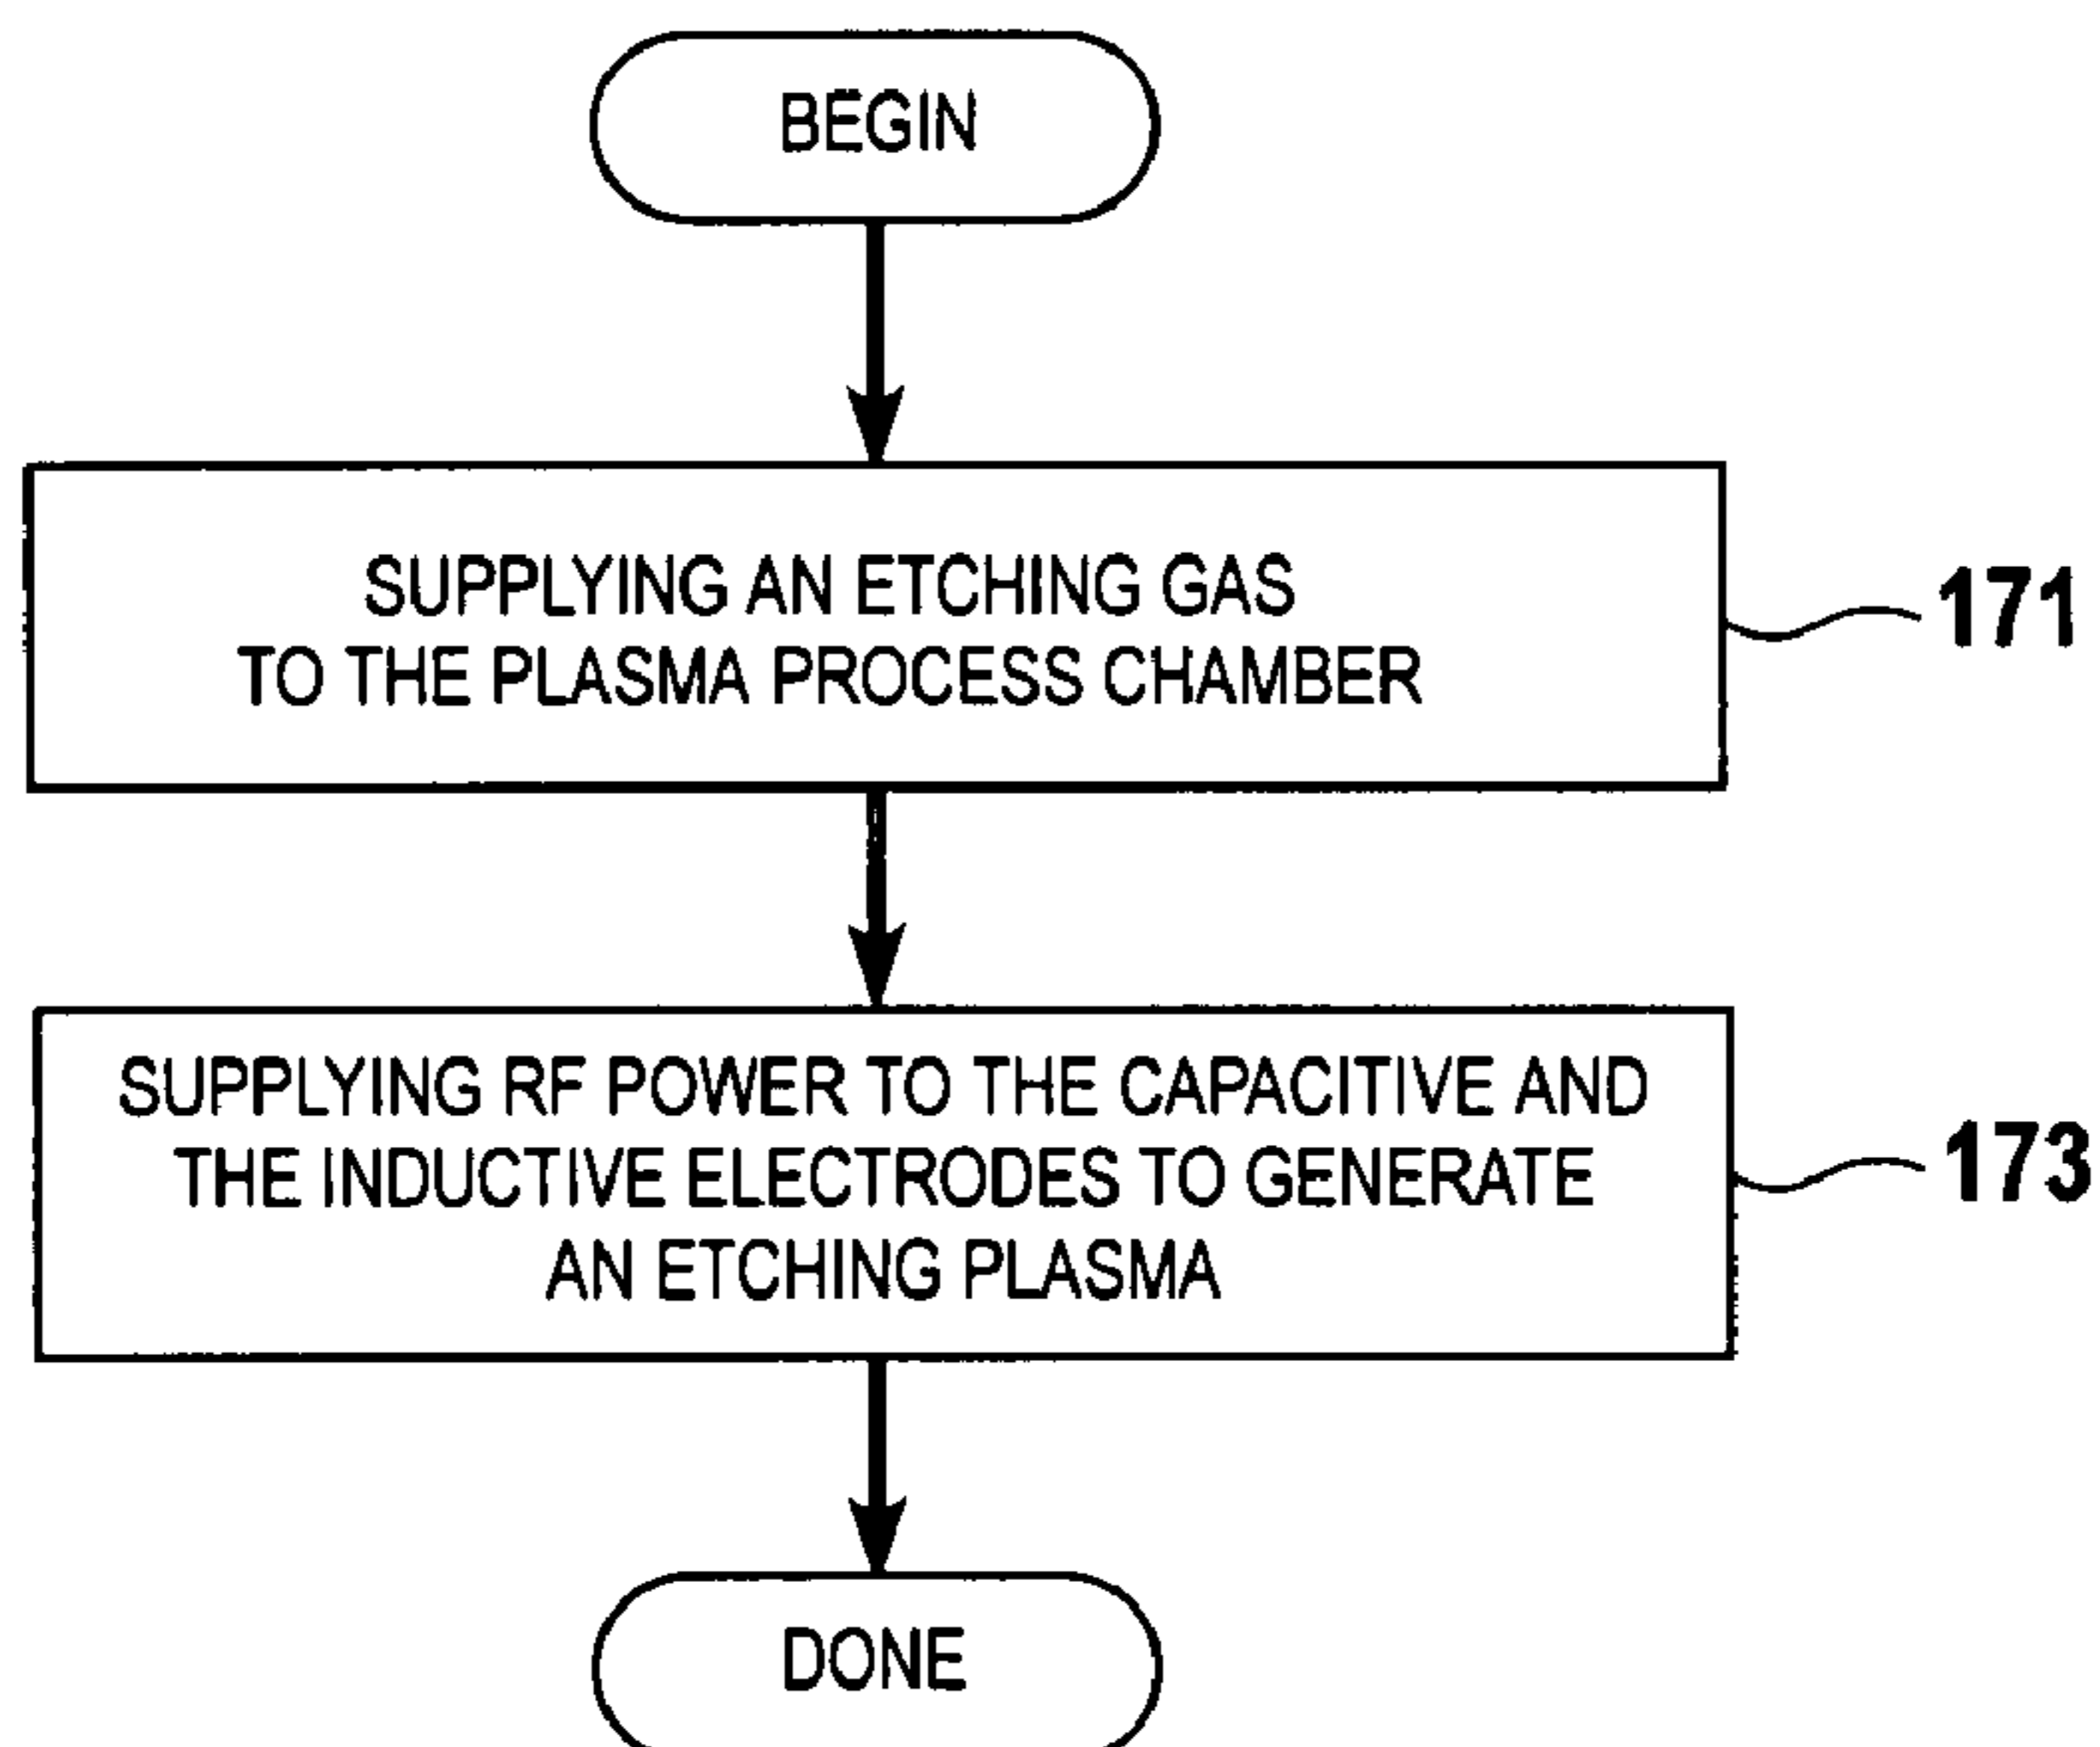 BEGIN
SUPPLYING AN ETCHING GAS
TO THE PLASMA PROCESS CHAMBER
171
SUPPLYING RF POWER TO THE CAPACITIVE AND
THE INDUCTIVE ELECTRODES TO GENERATE
AN ETCHING PLASMA
173
DONE